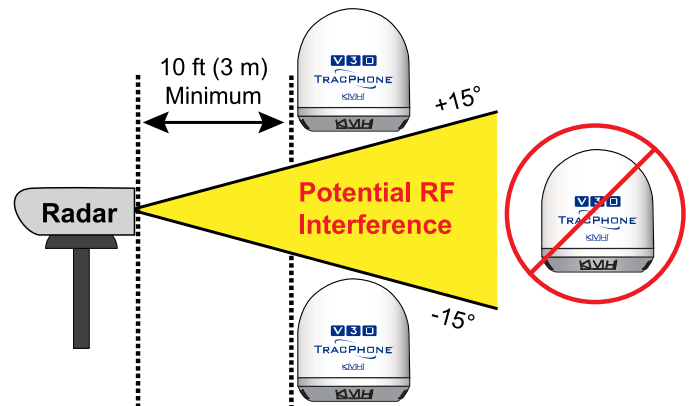 10 ft (3 m)
Minimum
V30
TRACPHONE
KVH
KVH
+15°
Radar
Potential RF
Interference
V30
TRACPHONE
KVH
KVH
-15°
V30
TRACPHONE
KVH
KVH